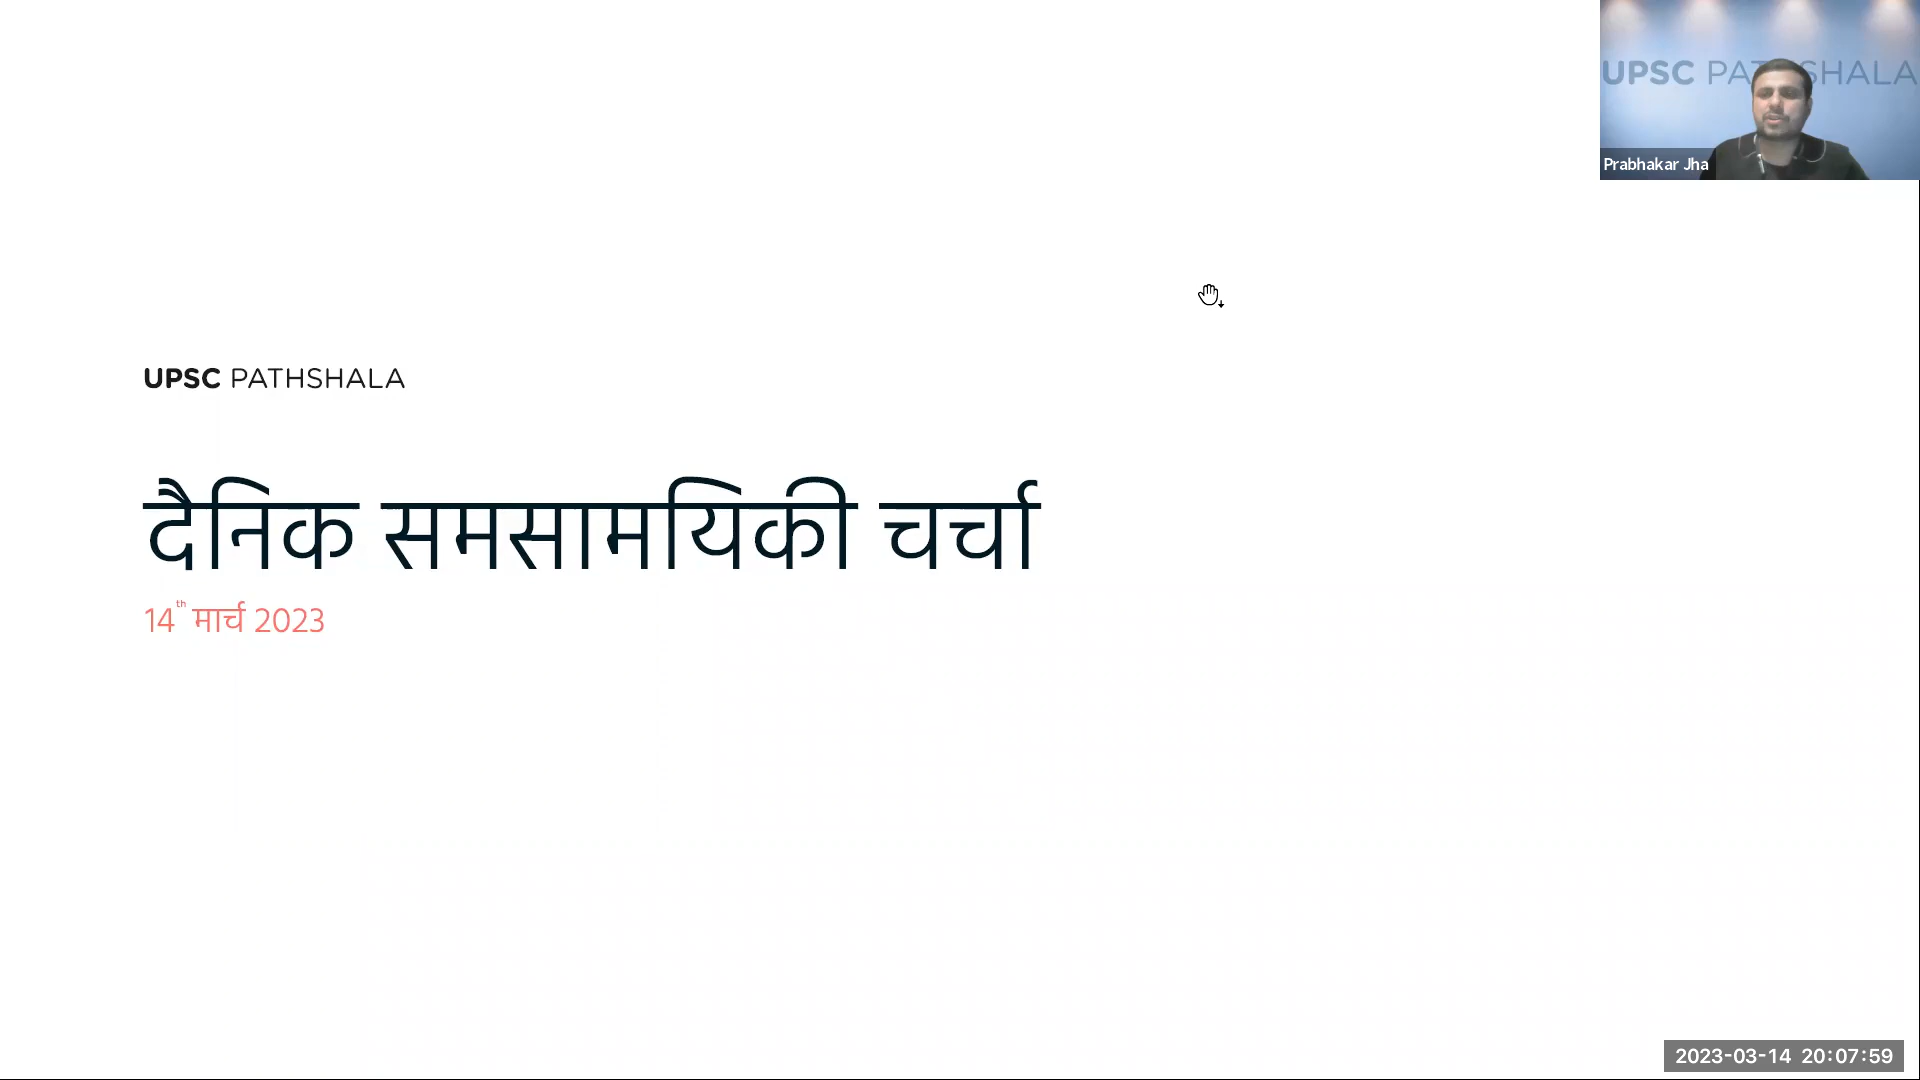 UPSC PATHSHALA
Prabhakar Jha
UPSC PATHSHALA
दैनिक समसामयिकी चर्चा
14th मार्च 2023
2023-03-14 20:07:59